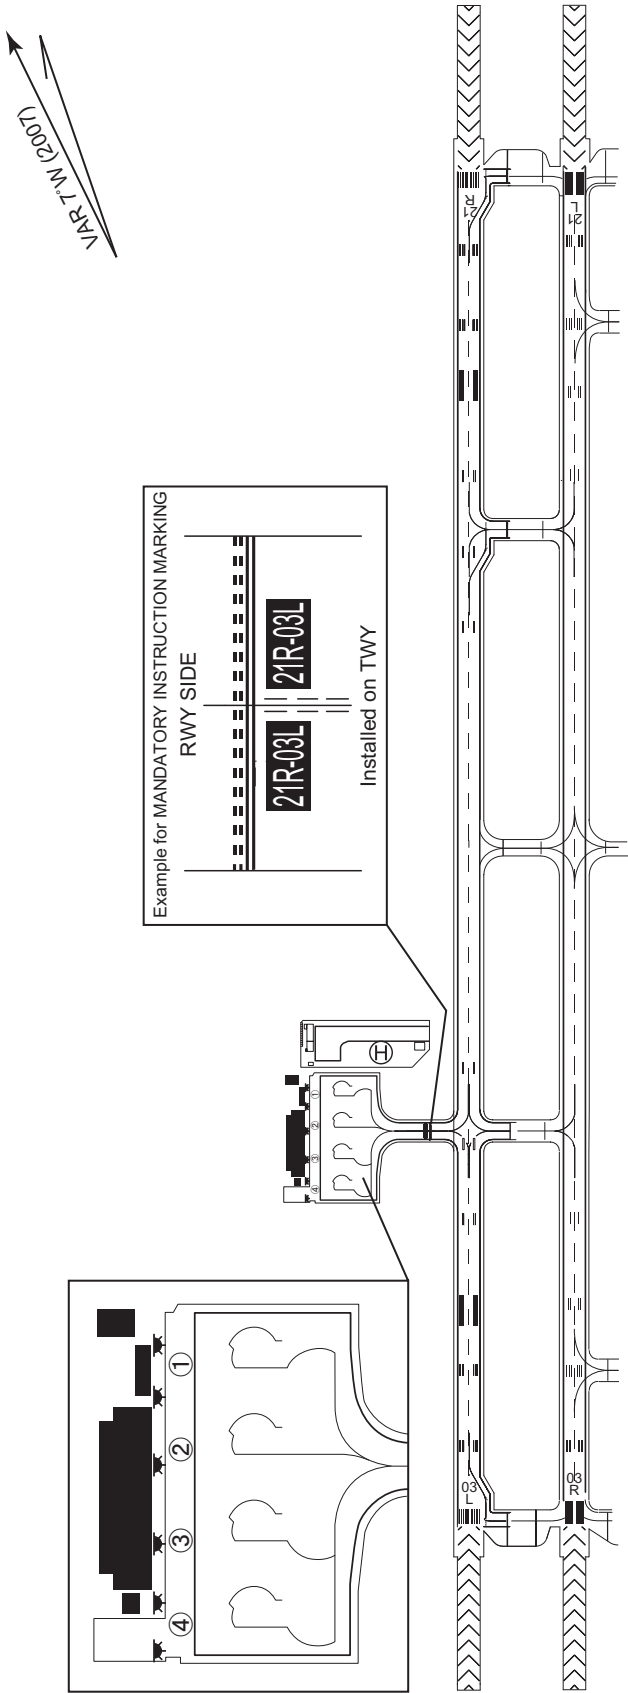 VAR 7°W (2007)
21
R
21
L
Example for MANDATORY INSTRUCTION MARKING
RWY SIDE
21R-03L
21R-03L
Installed on TWY
H
1
2
3
4
1
2
3
4
03
L
03
R